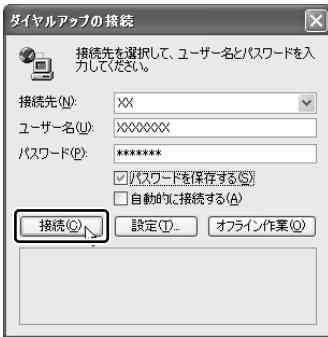 ダイヤルアップの接続
接続先を選択して、ユーザー名とパスワードを入
力してください。
接続先(N):
XX
ユーザー名(U):
XXXXXXX
パスワード(P):
*******
パスワードを保存する(S)
自動的に接続する(A)
接続(C)
設定(T)...
オフライン作業(O)